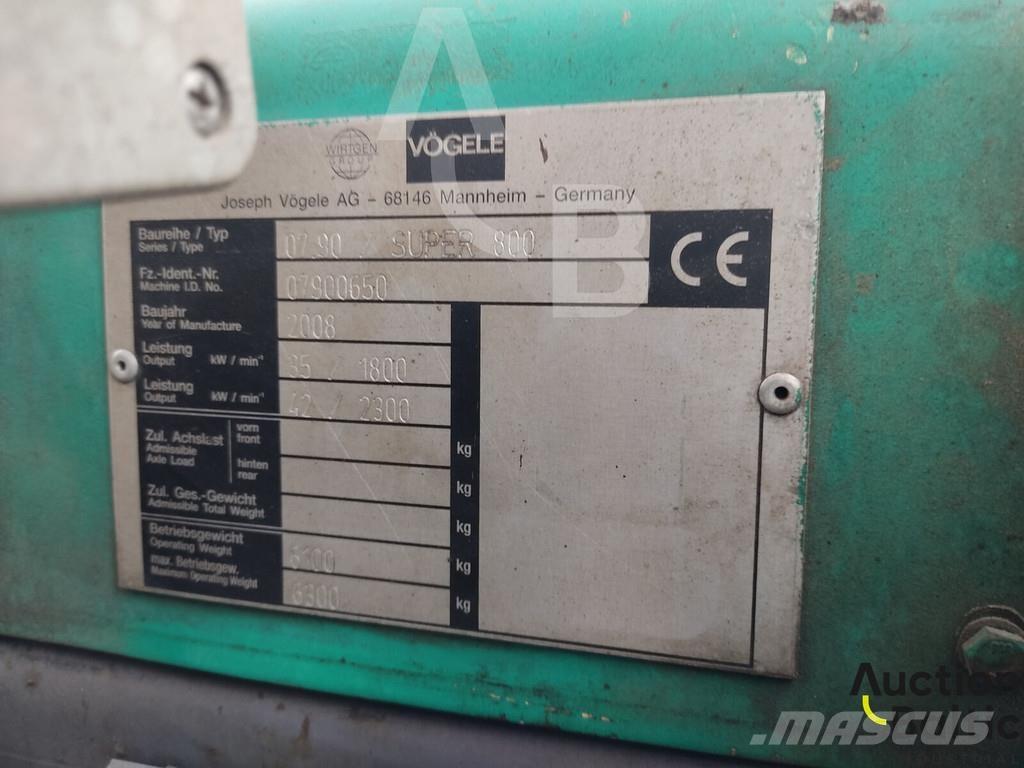 WIRTGEN
GROUP
VÖGELE
Joseph Vögele AG – 68146 Mannheim – Germany
Baureihe / Typ
Series / Type
07.90 / SUPER 800
Fz.-Ident.-Nr.
Machine I.D. No.
07900650
CE
Baujahr
Year of Manufacture
2008
Leistung
Output kW / min⁻¹
35 / 1800
Leistung
Output kW / min⁻¹
42 / 2300
Zul. Achslast
Admissible
Axle Load
vorn
front
kg
hinten
rear
kg
Zul. Ges.-Gewicht
Admissible Total Weight
kg
Betriebsgewicht
Operating Weight
6100 kg
max. Betriebsgew.
Maximum Operating Weight
6300 kg
A
B
Auction
MASCUS